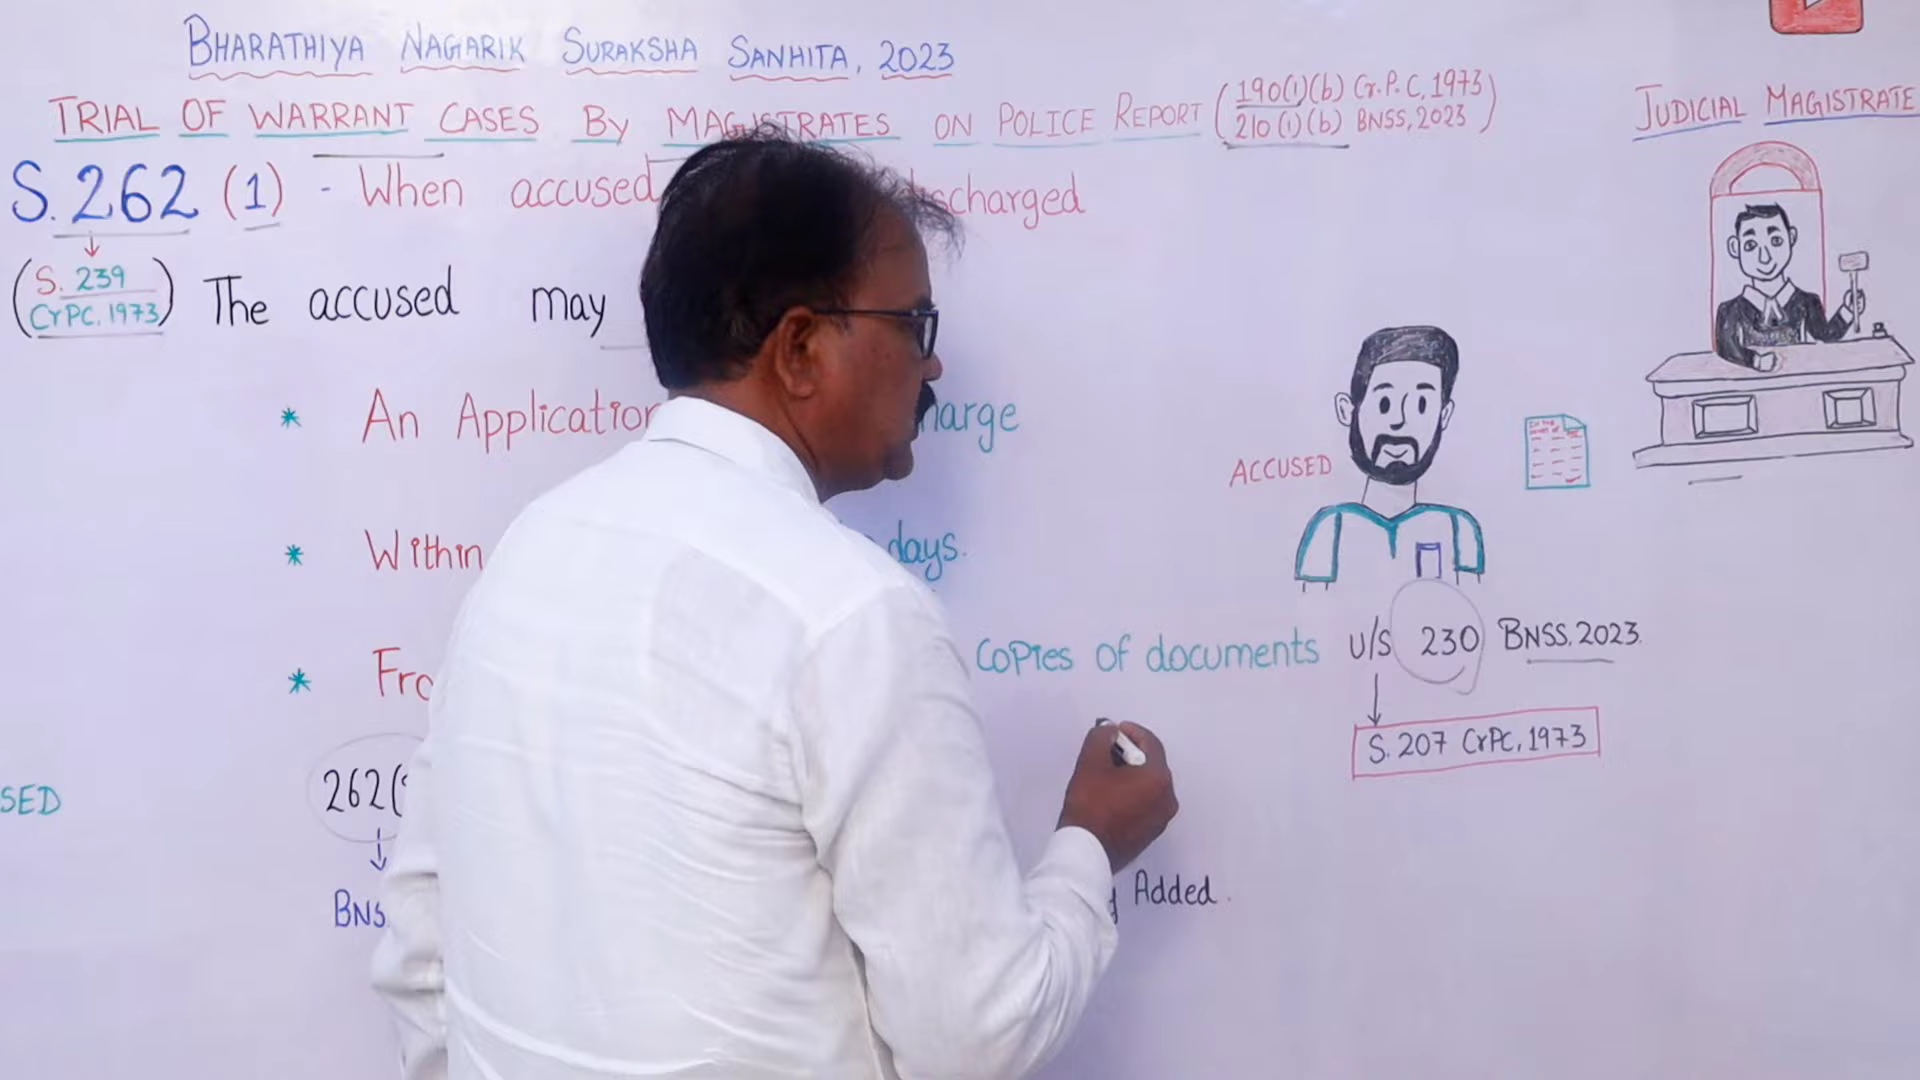 BHARATHIYA NAGARIK SURAKSHA SANHITA, 2023
TRIAL OF WARRANT CASES By MAGISTRATES ON POLICE REPORT (190(1)(b) Cr.P.C, 1973
210(1)(b) BNSS, 2023)
JUDICIAL MAGISTRATE
S. 262 (1) - When accused discharged
(S. 239
CrPC, 1973)
The accused may
* An Application
* Within days.
ACCUSED
* copies of documents u/s 230 BNSS, 2023.
S. 207 CrPC, 1973
262(
SED
BNS
Added.